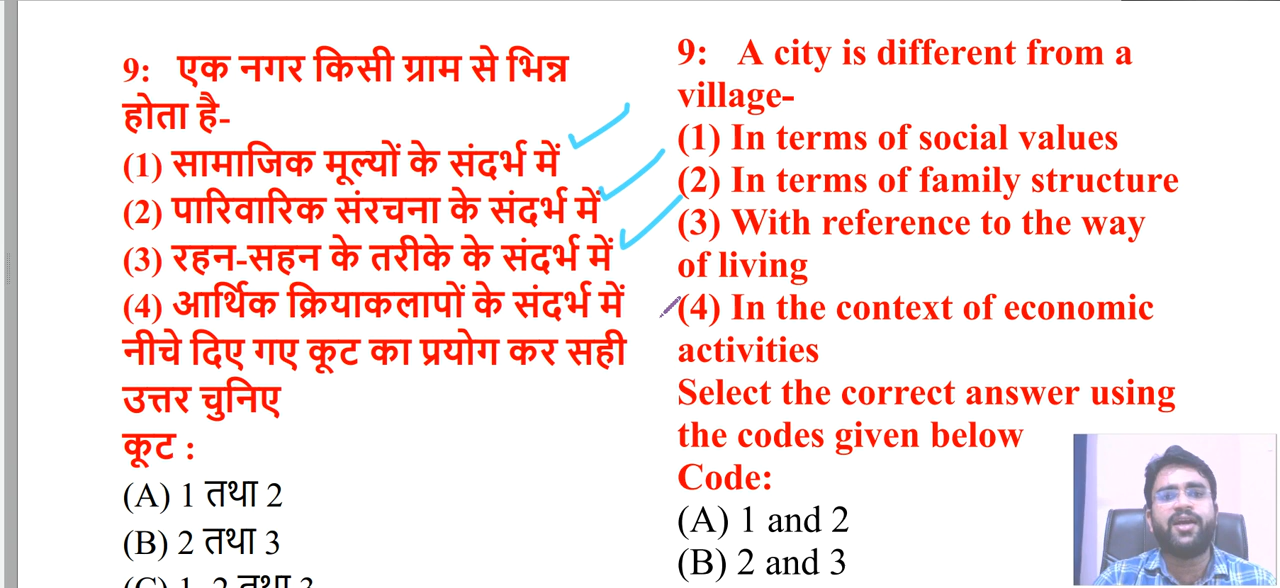 9: एक नगर किसी ग्राम से भिन्न
होता है-
(1) सामाजिक मूल्यों के संदर्भ में
(2) पारिवारिक संरचना के संदर्भ में
(3) रहन-सहन के तरीके के संदर्भ में
(4) आर्थिक क्रियाकलापों के संदर्भ में
नीचे दिए गए कूट का प्रयोग कर सही
उत्तर चुनिए
कूट :
(A) 1 तथा 2
(B) 2 तथा 3
(C) 1, 2 तथा 3
9: A city is different from a
village-
(1) In terms of social values
(2) In terms of family structure
(3) With reference to the way
of living
(4) In the context of economic
activities
Select the correct answer using
the codes given below
Code:
(A) 1 and 2
(B) 2 and 3